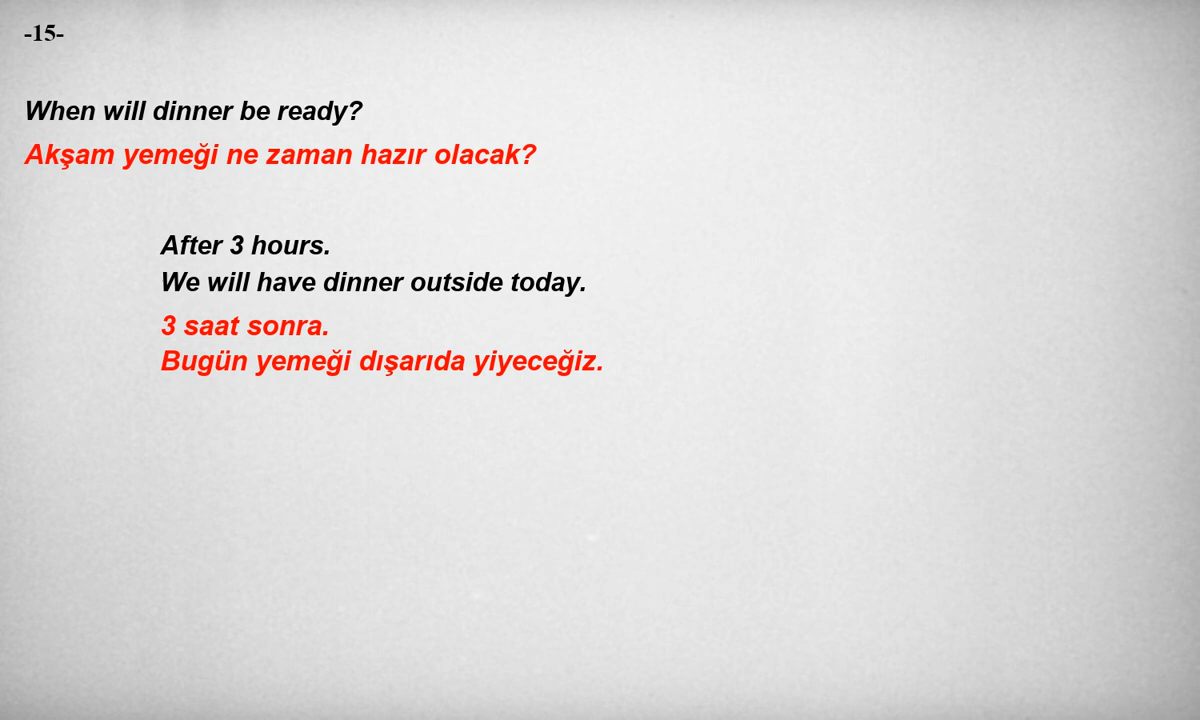 -15-
When will dinner be ready?
Akşam yemeği ne zaman hazır olacak?
After 3 hours.
We will have dinner outside today.
3 saat sonra.
Bugün yemeği dışarıda yiyeceğiz.